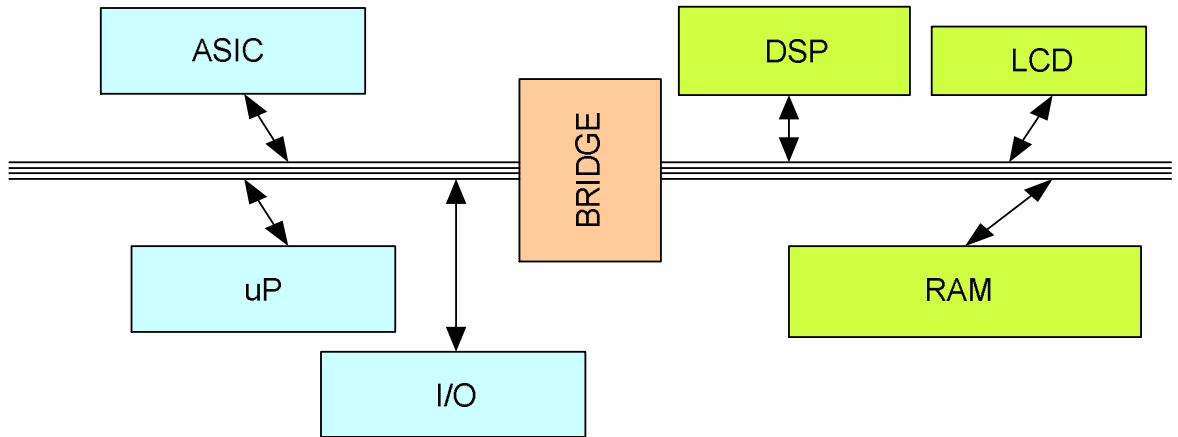 ASIC
DSP
LCD
BRIDGE
uP
RAM
I/O